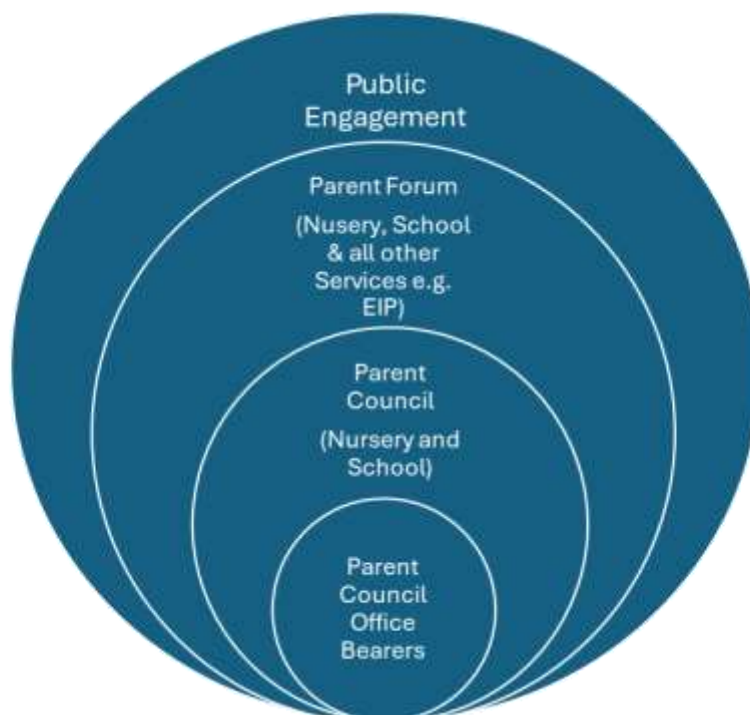 Public
Engagement
Parent Forum
(Nusery, School
& all other
Services e.g.
EIP)
Parent
Council
(Nursery and
School)
Parent
Council
Office
Bearers